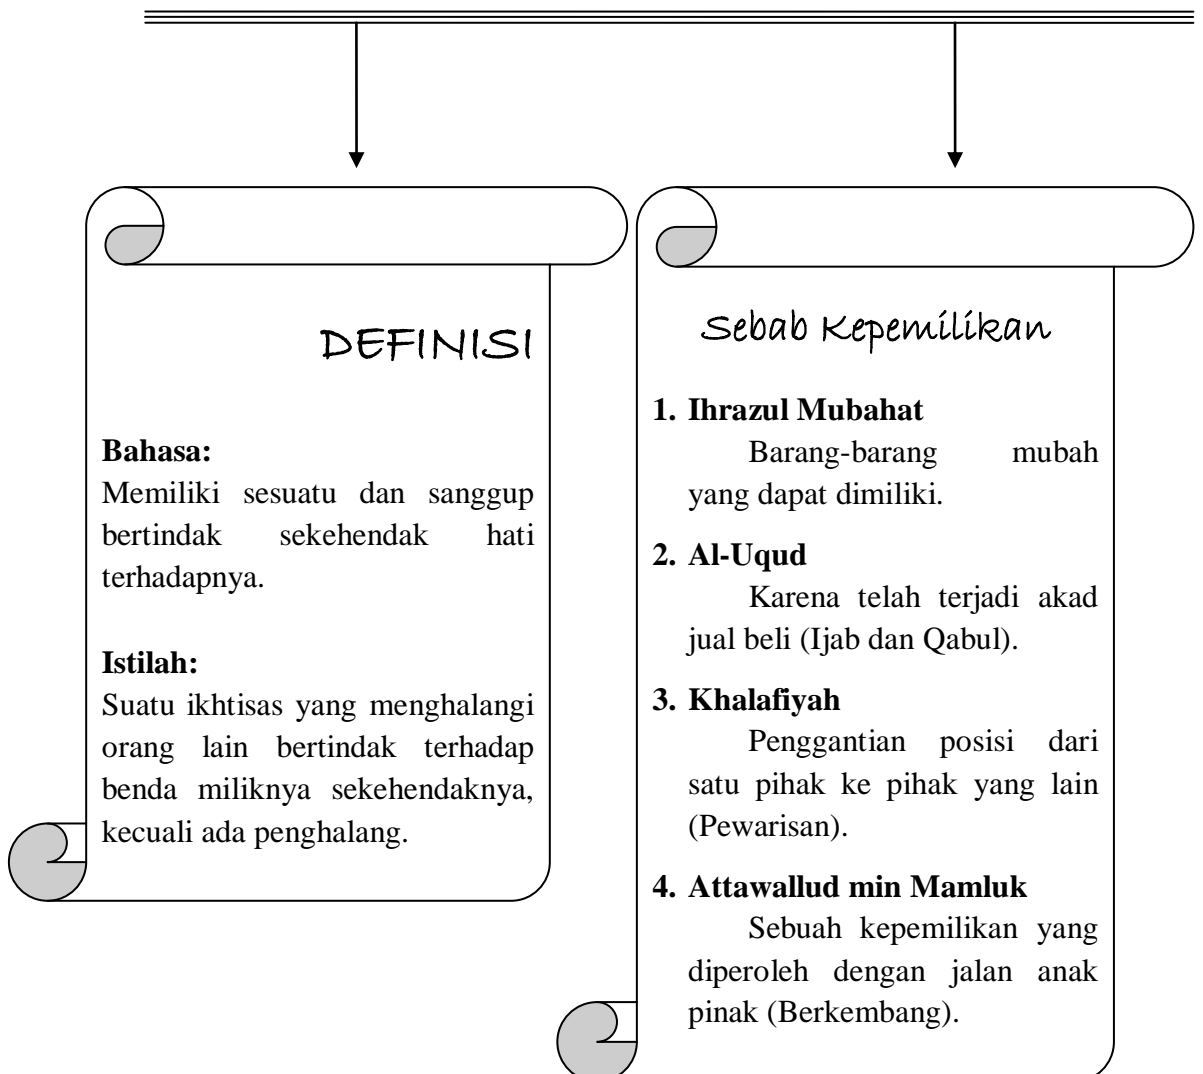 DEFINISI
Bahasa:
Memiliki sesuatu dan sanggup
bertindak sekehendak hati
terhadapnya.
Istilah:
Suatu ikhtisas yang menghalangi
orang lain bertindak terhadap
benda miliknya sekehendaknya,
kecuali ada penghalang.
Sebab Kepemilikan
1. Ihrazul Mubahat
Barang-barang mubah
yang dapat dimiliki.
2. Al-Uqud
Karena telah terjadi akad
jual beli (Ijab dan Qabul).
3. Khalafiyah
Penggantian posisi dari
satu pihak ke pihak yang lain
(Pewarisan).
4. Attawallud min Mamluk
Sebuah kepemilikan yang
diperoleh dengan jalan anak
pinak (Berkembang).